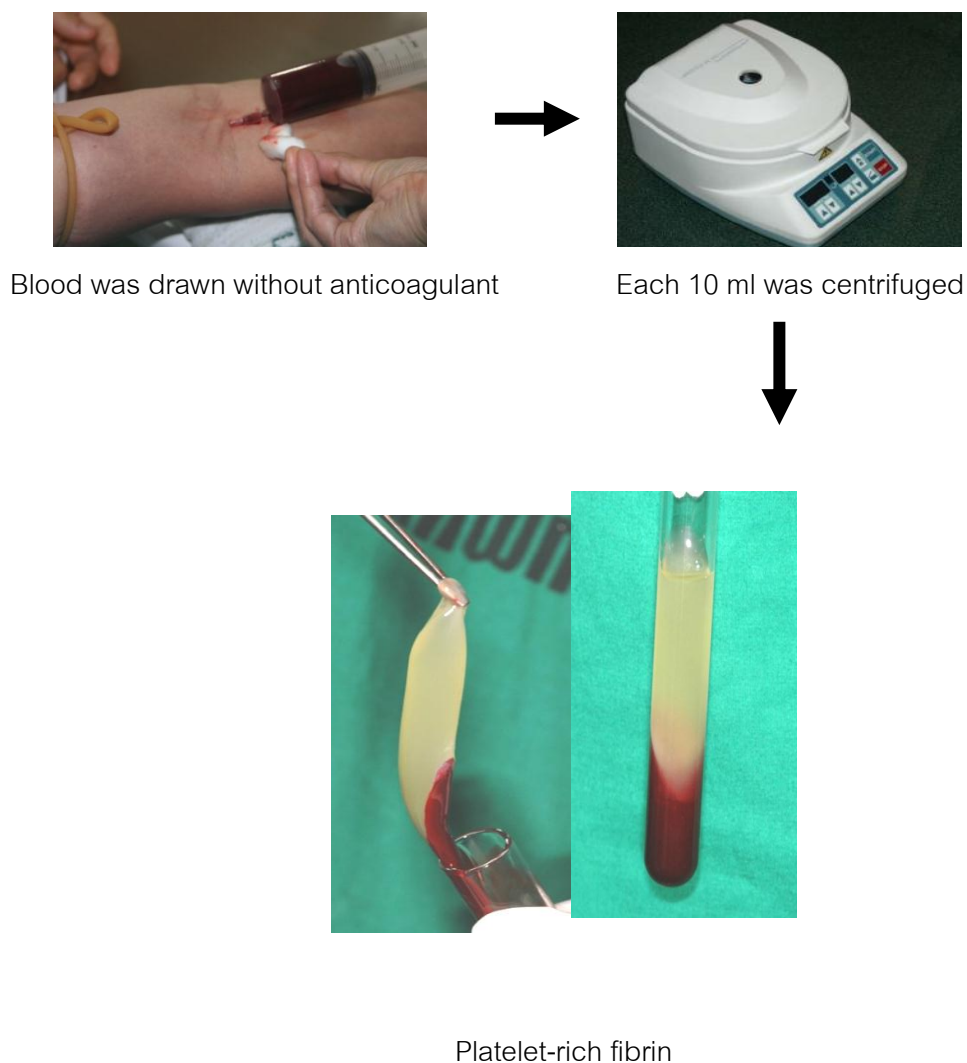 Blood was drawn without anticoagulant
Each 10 ml was centrifuged
Platelet-rich fibrin